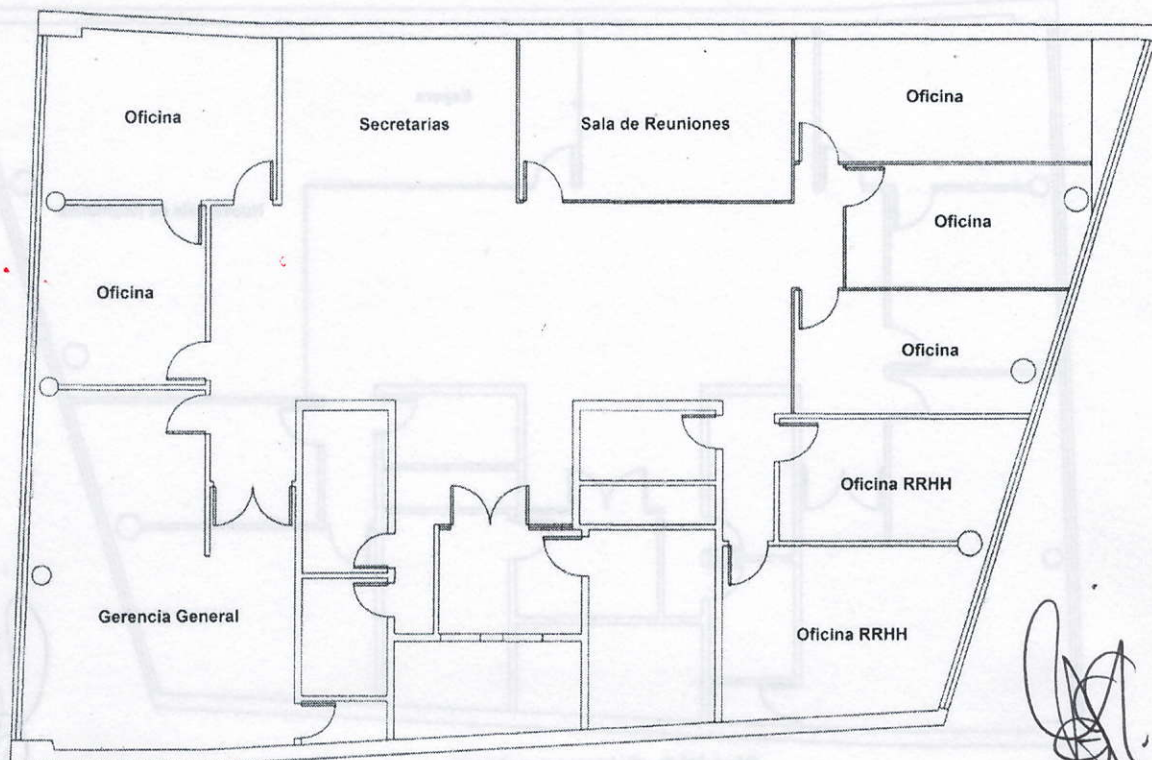 Oficina
Secretarias
Sala de Reuniones
Oficina
Oficina
Oficina
Oficina
Oficina RRHH
Gerencia General
Oficina RRHH